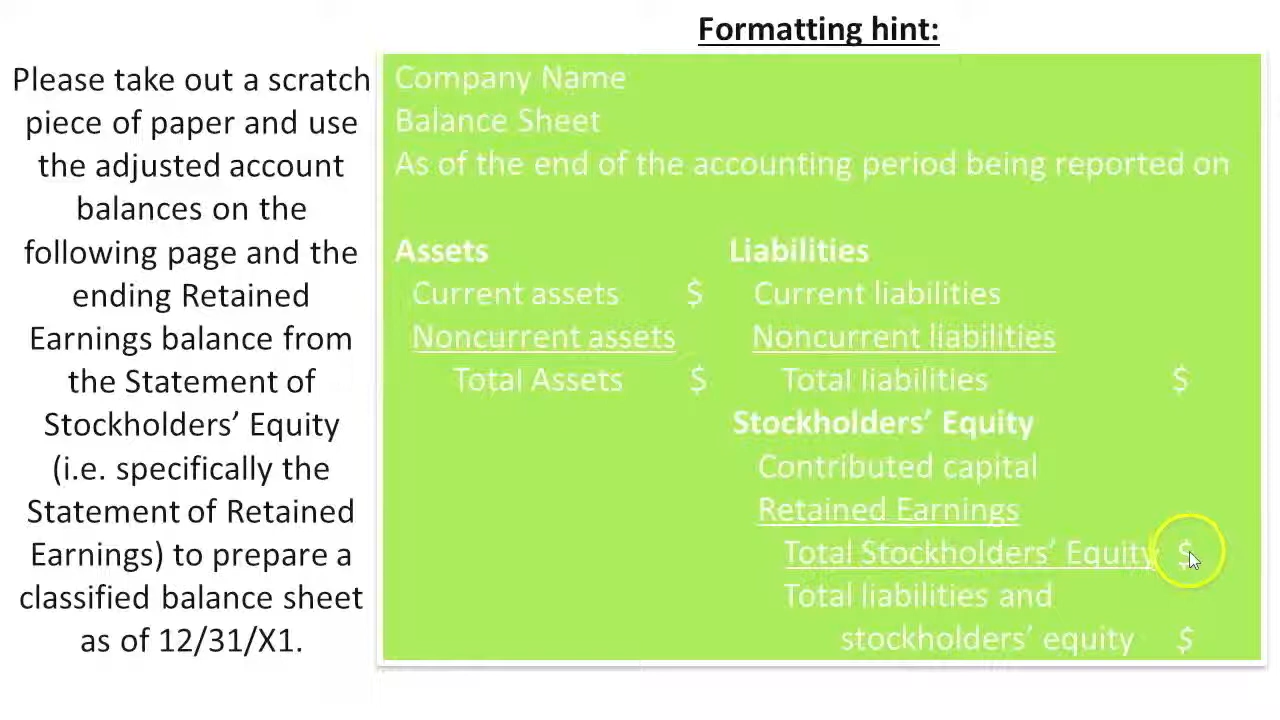 Formatting hint:
Please take out a scratch
piece of paper and use
the adjusted account
balances on the
following page and the
ending Retained
Earnings balance from
the Statement of
Stockholders’ Equity
(i.e. specifically the
Statement of Retained
Earnings) to prepare a
classified balance sheet
as of 12/31/X1.
Company Name
Balance Sheet
As of the end of the accounting period being reported on
Assets Liabilities
Current assets $ Current liabilities
Noncurrent assets Noncurrent liabilities
Total Assets $ Total liabilities $
Stockholders’ Equity
Contributed capital
Retained Earnings
Total Stockholders’ Equity $
Total liabilities and
stockholders’ equity $